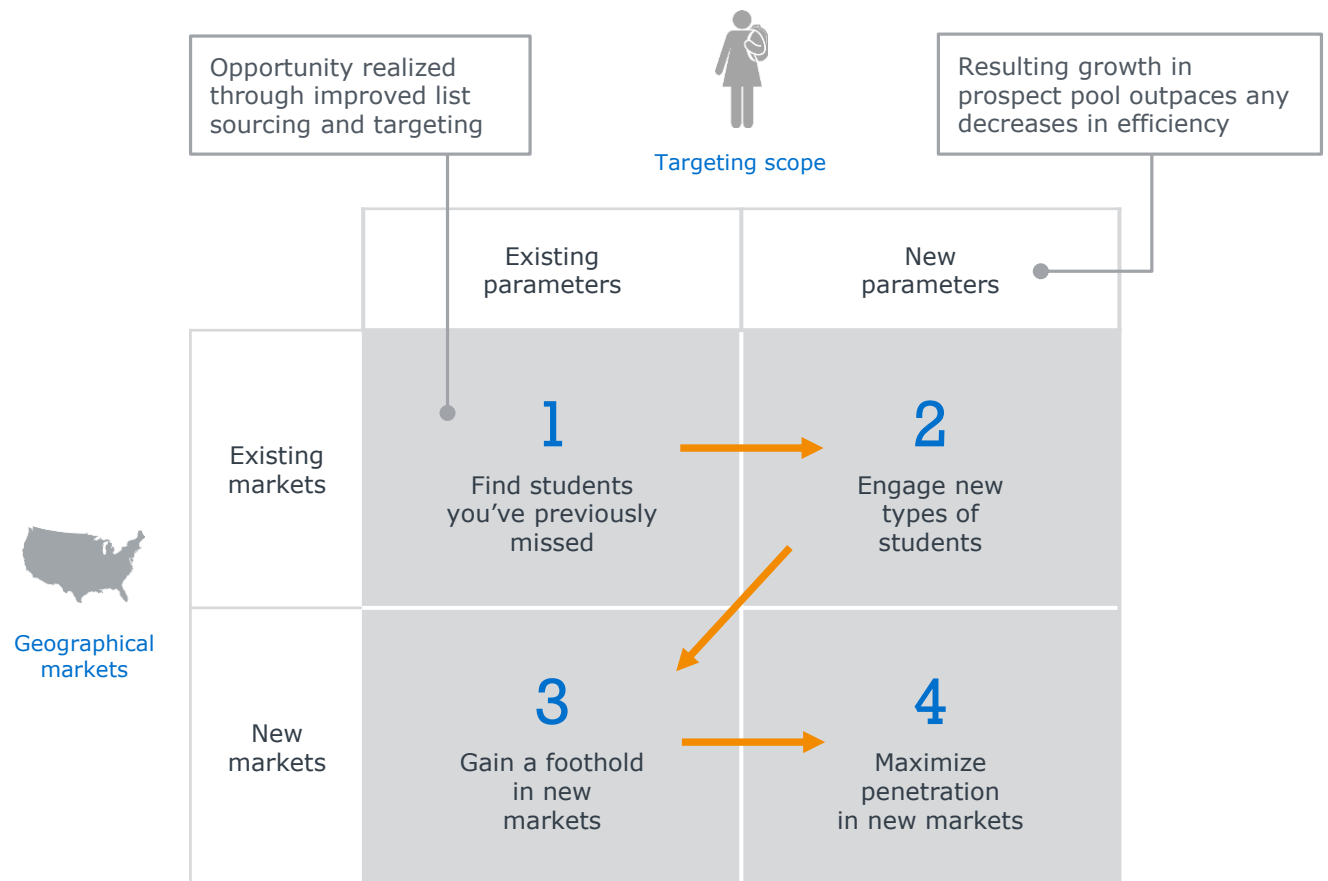 Opportunity realized
through improved list
sourcing and targeting
Targeting scope
Resulting growth in
prospect pool outpaces any
decreases in efficiency
Existing
parameters
New
parameters
Existing
markets
1
Find students
you’ve previously
missed
2
Engage new
types of
students
Geographical
markets
New
markets
3
Gain a foothold
in new
markets
4
Maximize
penetration
in new markets